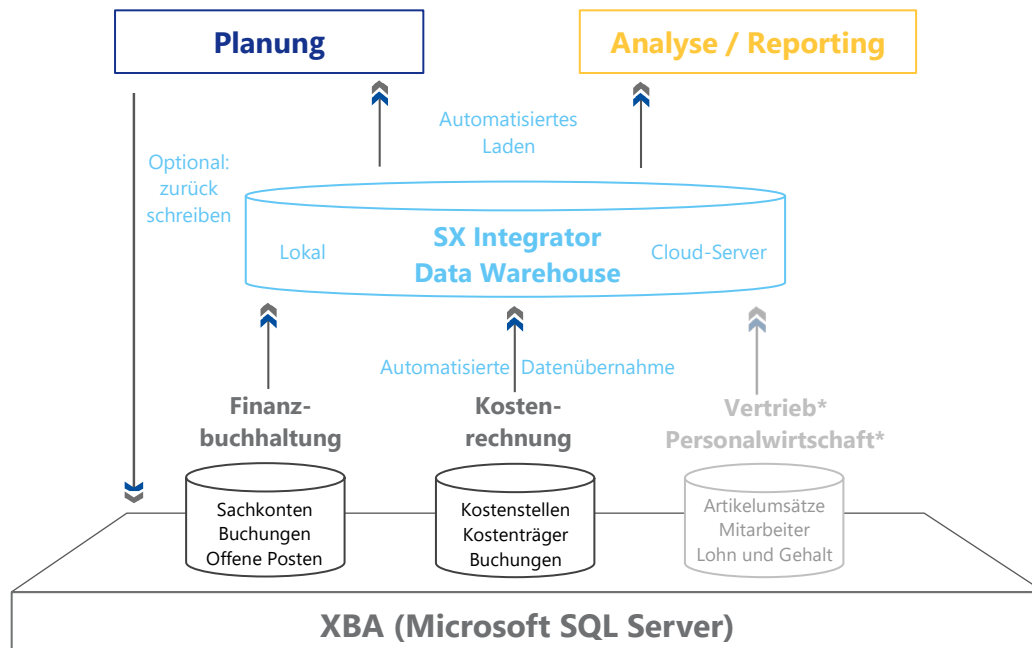 Planung
Analyse / Reporting
Automatisiertes
Laden
Optional:
zurück
schreiben
Lokal
SX Integrator
Data Warehouse
Cloud-Server
Automatisierte Datenübernahme
Finanz-
buchhaltung
Kosten-
rechnung
Vertrieb*
Personalwirtschaft*
Sachkonten
Buchungen
Offene Posten
Kostenstellen
Kostenträger
Buchungen
Artikelumsätze
Mitarbeiter
Lohn und Gehalt
XBA (Microsoft SQL Server)